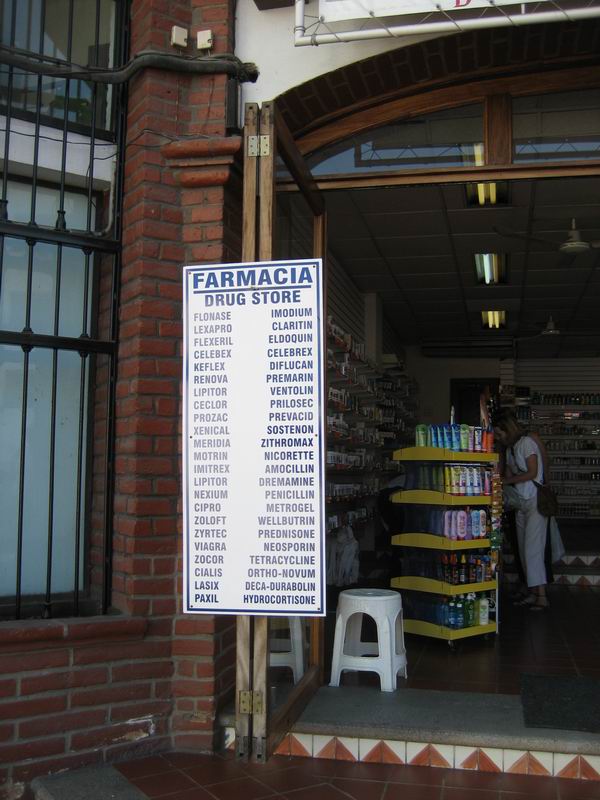 FARMACIA
DRUG STORE
FLONASE IMODIUM
LEXAPRO CLARITIN
FLEXERIL ELDOQUIN
CELEBEX CELEBREX
KEFLEX DIFLUCAN
RENOVA PREMARIN
LIPITOR VENTOLIN
CECLOR PRILOSEC
PROZAC PREVACID
XENICAL SOSTENON
MERIDIA ZITHROMAX
MOTRIN NICORETTE
IMITREX AMOCILLIN
LIPITOR DREMAMINE
NEXIUM PENICILLIN
CIPRO METROGEL
ZOLOFT WELLBUTRIN
ZYRTEC PREDNISONE
VIAGRA NEOSPORIN
ZOCOR TETRACYCLINE
CIALIS ORTHO-NOVUM
LASIX DECA-DURABOLIN
PAXIL HYDROCORTISONE